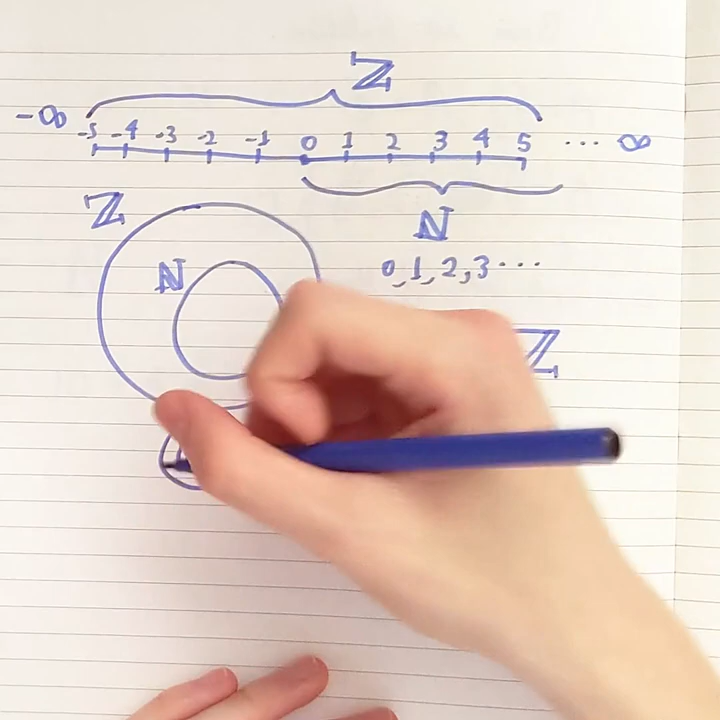 ℤ
-∞ -5 -4 -3 -2 -1 0 1 2 3 4 5 ... ∞
ℤ
ℕ
ℕ
0,1,2,3...
ℤ